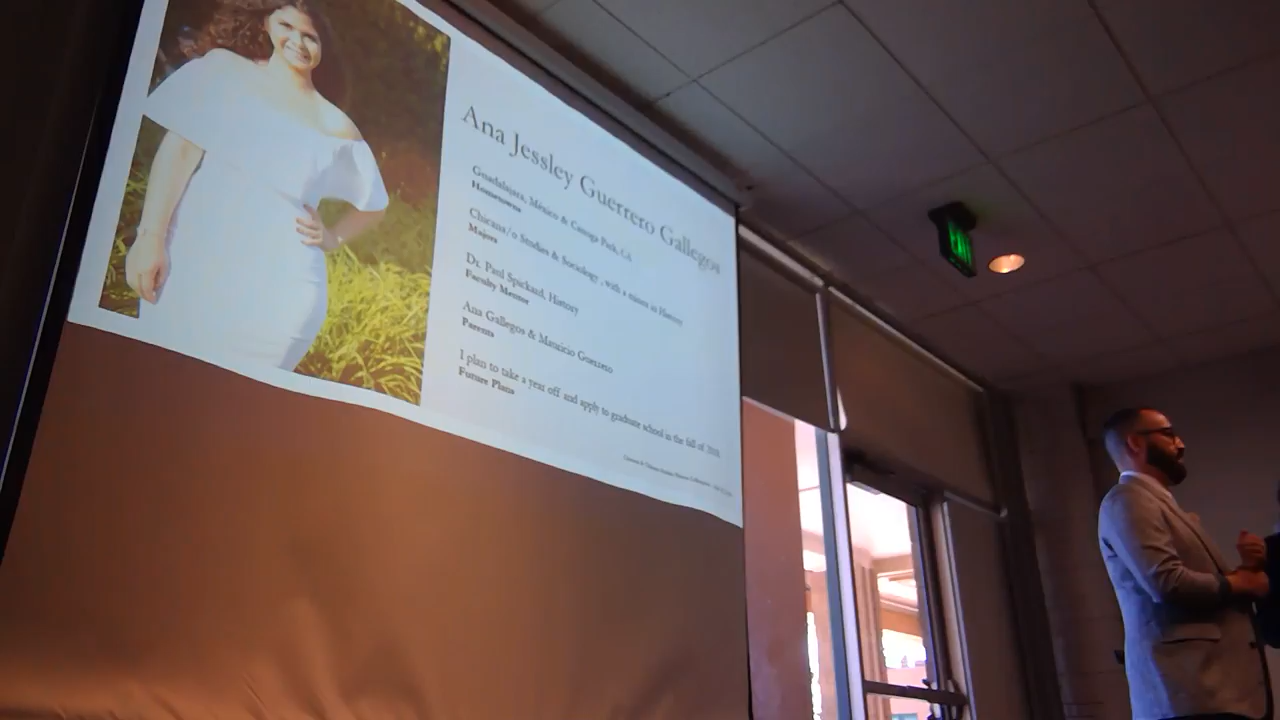 Ana Jessley Guerrero Gallegos
Guadalajara, México & Canoga Park, CA
Hometowns
Chicana/o Studies & Sociology, with a minor in History
Majors
Dr. Paul Spickard, History
Faculty Mentor
Ana Gallegos & Mauricio Guerrero
Parents
I plan to take a year off and apply to graduate school in the fall of 2018.
Future Plans